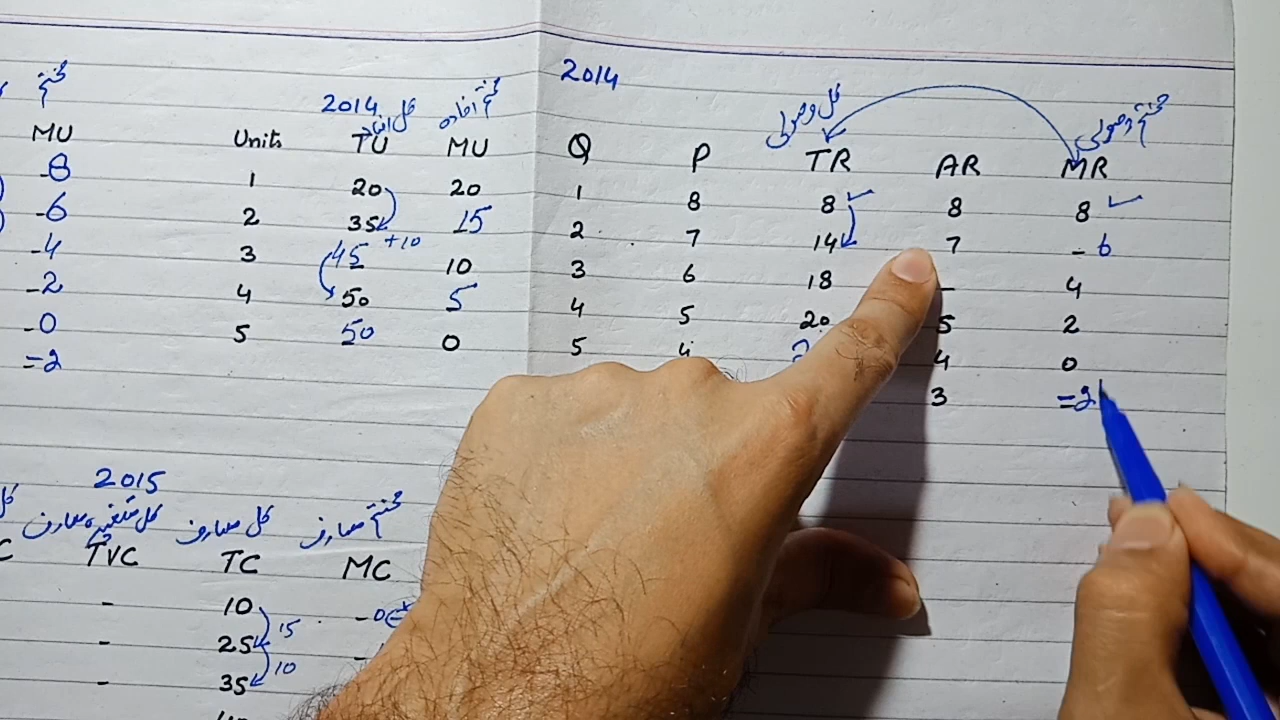 2014
2014 کل افادہ مختتم افادہ کل وصولی مختتم وصولی
مختتم
MU Units TU MU Q P TR AR MR
-8 1 20 20 1 8 8 8 8
-6 2 35 15 2 7 14 7 - 6
-4 3 45 +10 10 3 6 18 - 4
-2 4 50 5 4 5 20 5 2
-0 5 50 0 5 4 2 4 0
=2 3 =2
2015
کل متغیرہ مصارف کل مصارف مختتم مصارف
C TVC TC MC
- 10 - 0
- 25 15 -
- 35 10